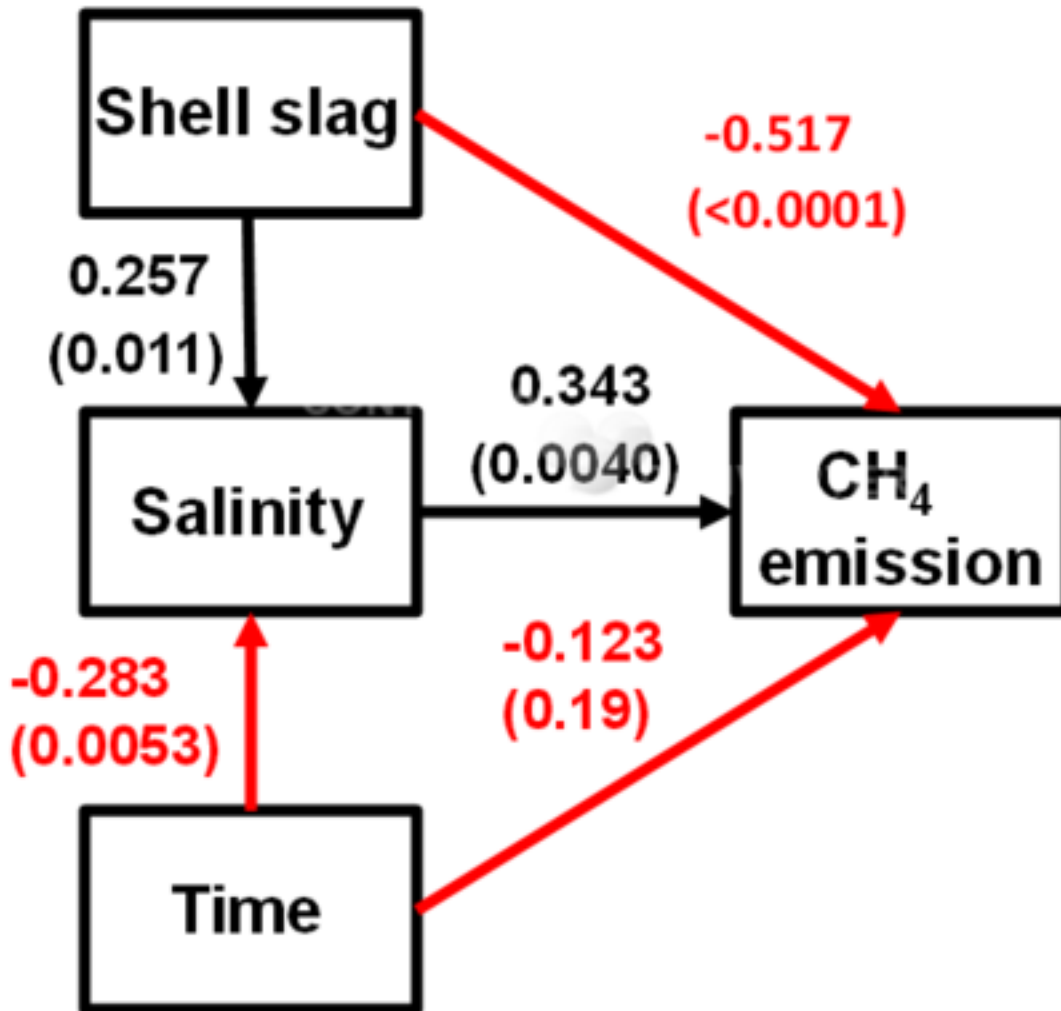 Shell slag
-0.517
(<0.0001)
0.257
(0.011)
0.343
(0.0040)
Salinity
CH₄
emission
-0.283
(0.0053)
-0.123
(0.19)
Time